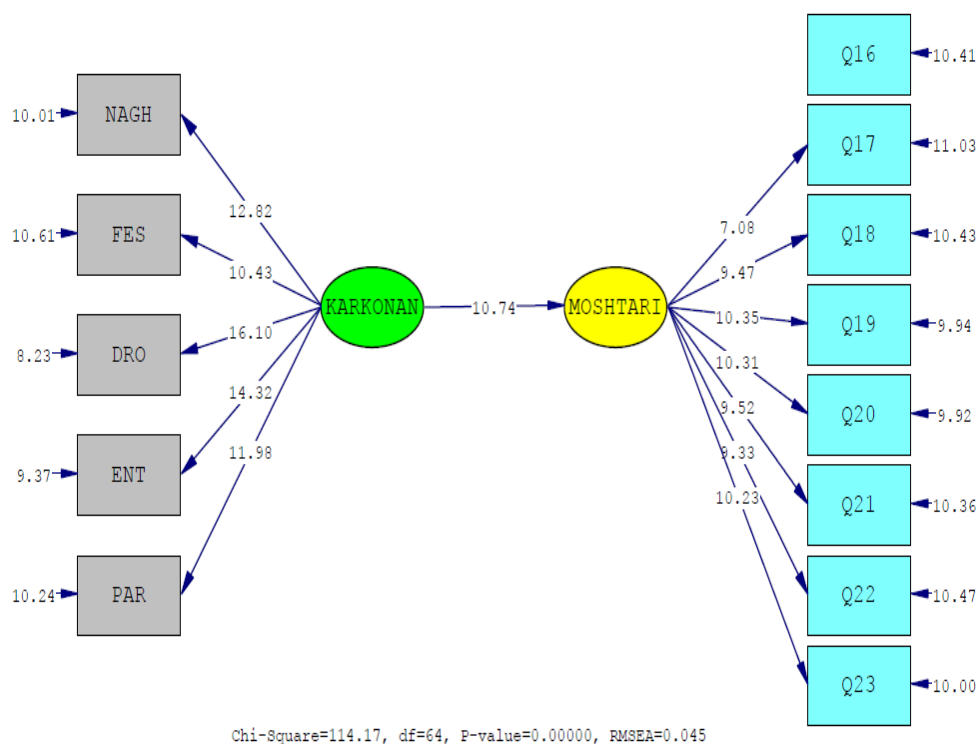 10.01 NAGH
10.61 FES
8.23 DRO
9.37 ENT
10.24 PAR
12.82
10.43
16.10
14.32
11.98
KARKONAN
10.74
MOSHTARI
7.08
9.47
10.35
10.31
9.52
9.33
10.23
Q16 10.41
Q17 11.03
Q18 10.43
Q19 9.94
Q20 9.92
Q21 10.36
Q22 10.47
Q23 10.00
Chi-Square=114.17, df=64, P-value=0.00000, RMSEA=0.045